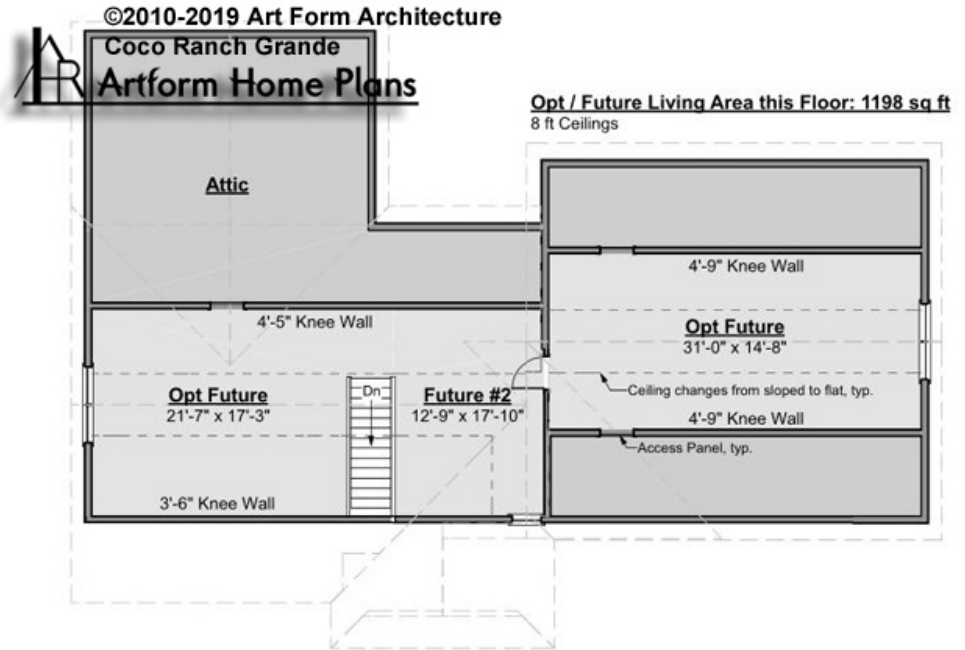 ©2010-2019 Art Form Architecture
Coco Ranch Grande
Artform Home Plans
Opt / Future Living Area this Floor: 1198 sq ft
8 ft Ceilings
Attic
4'-9" Knee Wall
4'-5" Knee Wall
Opt Future
31'-0" x 14'-8"
Opt Future
21'-7" x 17'-3"
Dn
Future #2
12'-9" x 17'-10"
Ceiling changes from sloped to flat, typ.
4'-9" Knee Wall
Access Panel, typ.
3'-6" Knee Wall